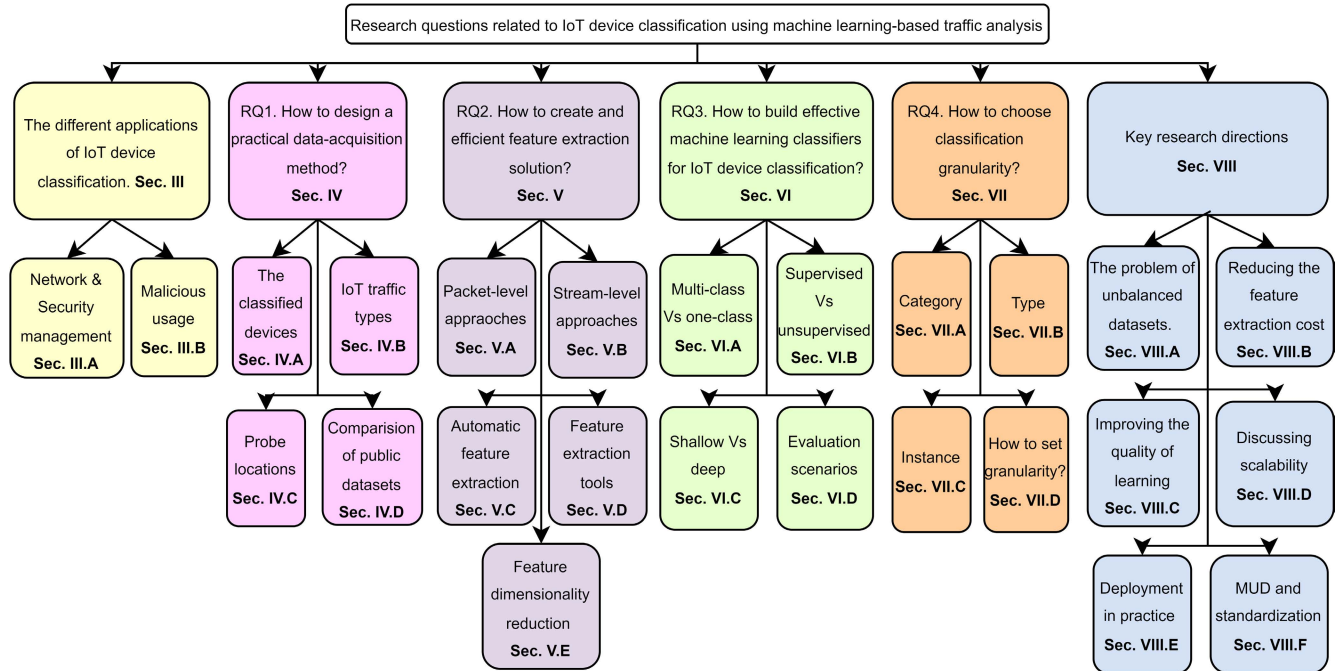 Research questions related to IoT device classification using machine learning-based traffic analysis
The different applications
of IoT device
classification. Sec. III
RQ1. How to design a
practical data-acquisition
method?
Sec. IV
RQ2. How to create and
efficient feature extraction
solution?
Sec. V
RQ3. How to build effective
machine learning classifiers
for IoT device classification?
Sec. VI
RQ4. How to choose
classification
granularity?
Sec. VII
Key research directions
Sec. VIII
Network &
Security
management
Sec. III.A
Malicious
usage
Sec. III.B
The
classified
devices
Sec. IV.A
IoT traffic
types
Sec. IV.B
Packet-level
appraoches
Sec. V.A
Stream-level
approaches
Sec. V.B
Multi-class
Vs one-class
Sec. VI.A
Supervised
Vs
unsupervised
Sec. VI.B
Category
Sec. VII.A
Type
Sec. VII.B
The problem of
unbalanced
datasets.
Sec. VIII.A
Reducing the
feature
extraction cost
Sec. VIII.B
Probe
locations
Sec. IV.C
Comparision
of public
datasets
Sec. IV.D
Automatic
feature
extraction
Sec. V.C
Feature
extraction
tools
Sec. V.D
Shallow Vs
deep
Sec. VI.C
Evaluation
scenarios
Sec. VI.D
Instance
Sec. VII.C
How to set
granularity?
Sec. VII.D
Improving the
quality of
learning
Sec. VIII.C
Discussing
scalability
Sec. VIII.D
Feature
dimensionality
reduction
Sec. V.E
Deployment
in practice
Sec. VIII.E
MUD and
standardization
Sec. VIII.F